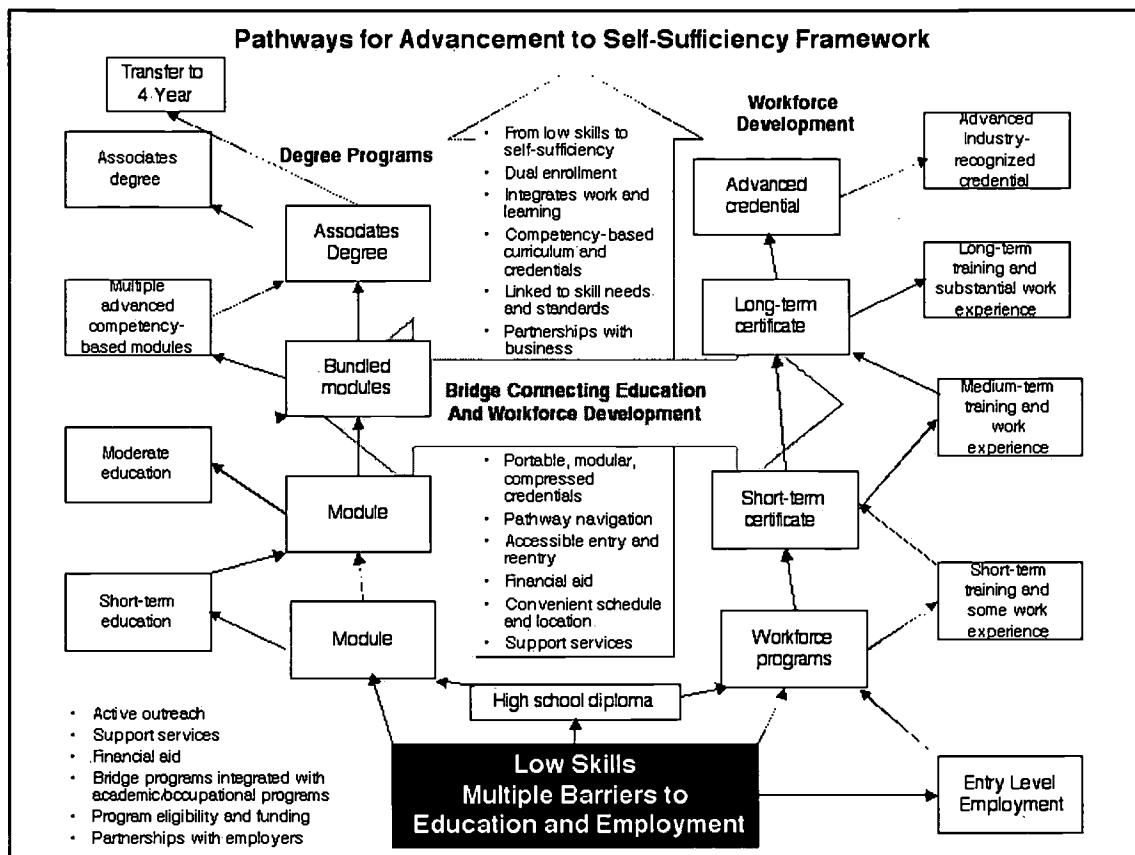 Pathways for Advancement to Self-Sufficiency Framework
Transfer to
4 Year
Associates
degree
Degree Programs
Associates
Degree
Multiple
advanced
competency-
based modules
Bundled
modules
Moderate
education
Module
Short-term
education
Module
• From low skills to
self-sufficiency
• Dual enrollment
• Integrates work and
learning
• Competency-based
curriculum and
credentials
• Linked to skill needs
and standards
• Partnerships with
business
Bridge Connecting Education
And Workforce Development
• Portable, modular,
compressed
credentials
• Pathway navigation
• Accessible entry and
reentry
• Financial aid
• Convenient schedule
and location
• Support services
Workforce
Development
Advanced
Industry-
recognized
credential
Advanced
credential
Long-term
training and
substantial work
experience
Long-term
certificate
Medium-term
training and
work
experience
Short-term
certificate
Short-term
training and
some work
experience
Workforce
programs
High school diploma
• Active outreach
• Support services
• Financial aid
• Bridge programs integrated with
academic/occupational programs
• Program eligibility and funding
• Partnerships with employers
Low Skills
Multiple Barriers to
Education and Employment
Entry Level
Employment